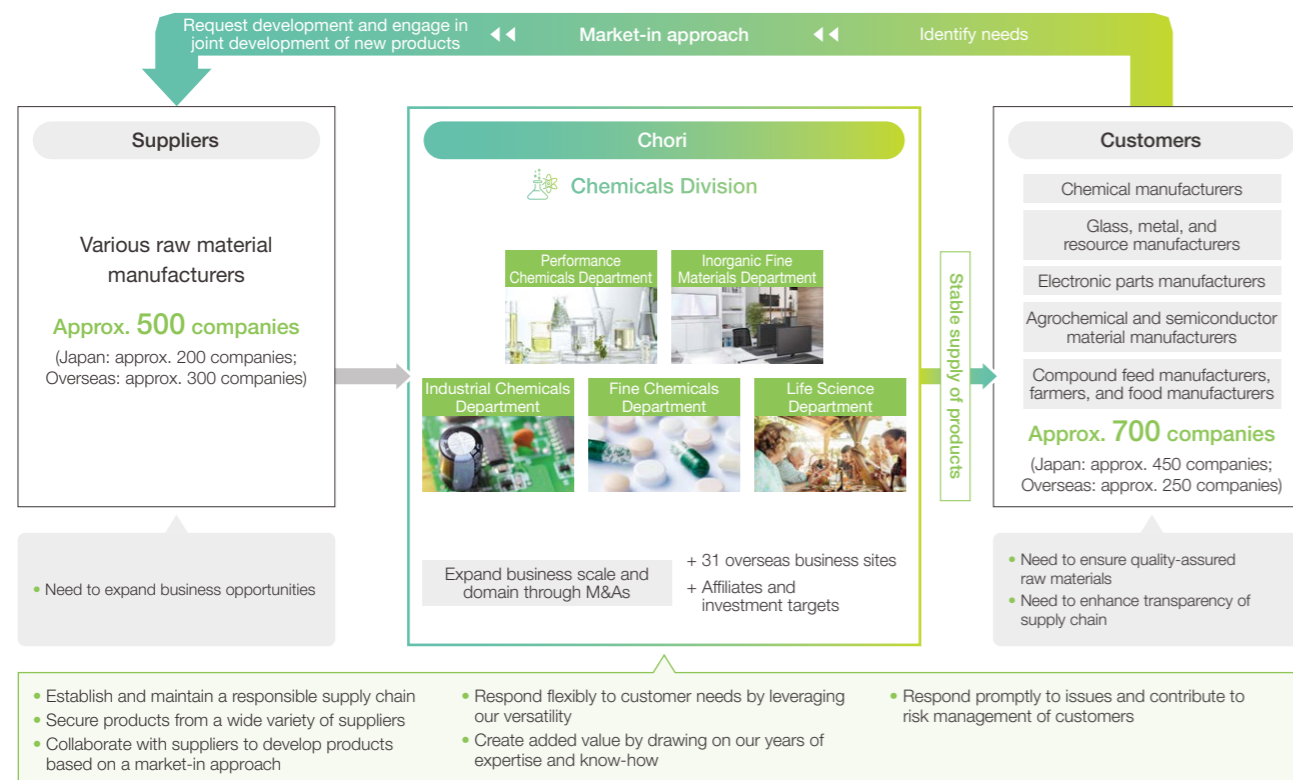 Request development and engage in
joint development of new products
Market-in approach
Identify needs
Suppliers
Various raw material
manufacturers
Approx. 500 companies
(Japan: approx. 200 companies;
Overseas: approx. 300 companies)
• Need to expand business opportunities
Chori
Chemicals Division
Performance
Chemicals Department
Inorganic Fine
Materials Department
Industrial Chemicals
Department
Fine Chemicals
Department
Life Science
Department
Expand business scale and
domain through M&As
+ 31 overseas business sites
+ Affiliates and
investment targets
Stable supply of products
Customers
Chemical manufacturers
Glass, metal, and
resource manufacturers
Electronic parts manufacturers
Agrochemical and semiconductor
material manufacturers
Compound feed manufacturers,
farmers, and food manufacturers
Approx. 700 companies
(Japan: approx. 450 companies;
Overseas: approx. 250 companies)
• Need to ensure quality-assured
raw materials
• Need to enhance transparency of
supply chain
• Establish and maintain a responsible supply chain
• Secure products from a wide variety of suppliers
• Collaborate with suppliers to develop products
based on a market-in approach
• Respond flexibly to customer needs by leveraging
our versatility
• Create added value by drawing on our years of
expertise and know-how
• Respond promptly to issues and contribute to
risk management of customers